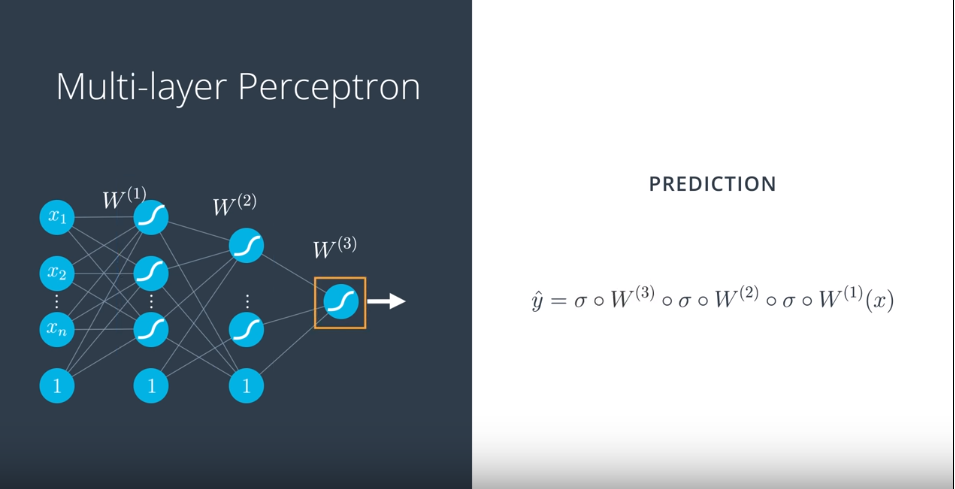 Multi-layer Perceptron
W^{(1)}
W^{(2)}
W^{(3)}
x_1
x_2
⋮ ⋮ ⋮
x_n
1 1 1
PREDICTION
ŷ = σ ∘ W^{(3)} ∘ σ ∘ W^{(2)} ∘ σ ∘ W^{(1)}(x)